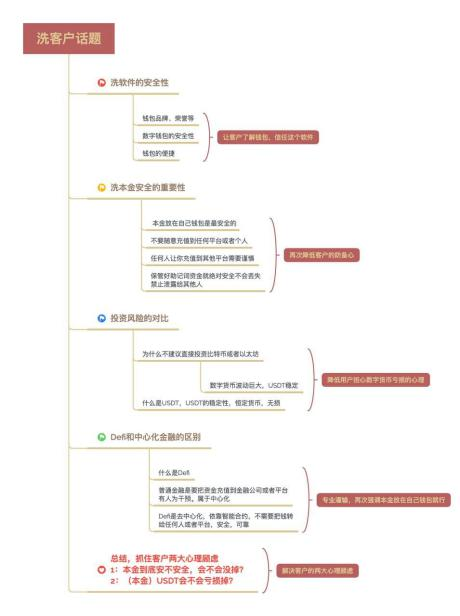 洗客户话题
洗软件的安全性
钱包品牌、荣誉等
数字钱包的安全性
钱包的便捷
让客户了解钱包，信任这个软件
洗本金安全的重要性
本金放在自己钱包是最安全的
不要随意充值到任何平台或者个人
任何人让你充值到其他平台需要谨慎
保管好助记词资金就绝对安全不会丢失
禁止泄露给其他人
再次降低客户的防备心
投资风险的对比
为什么不建议直接投资比特币或者以太坊
数字货币波动巨大，USDT稳定
什么是USDT，USDT的稳定性，恒定货币，无损
降低用户担心数字货币亏损的心理
Defi和中心化金融的区别
什么是Defi
普通金融是要把资金充值到金融公司或者平台
有人为干预，属于中心化
Defi是去中心化，依靠智能合约，不需要把钱转
给任何人或者平台，安全，可靠
专业灌输，再次强调本金放在自己钱包就行
总结，抓住客户两大心理顾虑
1：本金到底安不安全，会不会没掉？
2：（本金）USDT会不会亏损掉？
解决客户的两大心理顾虑